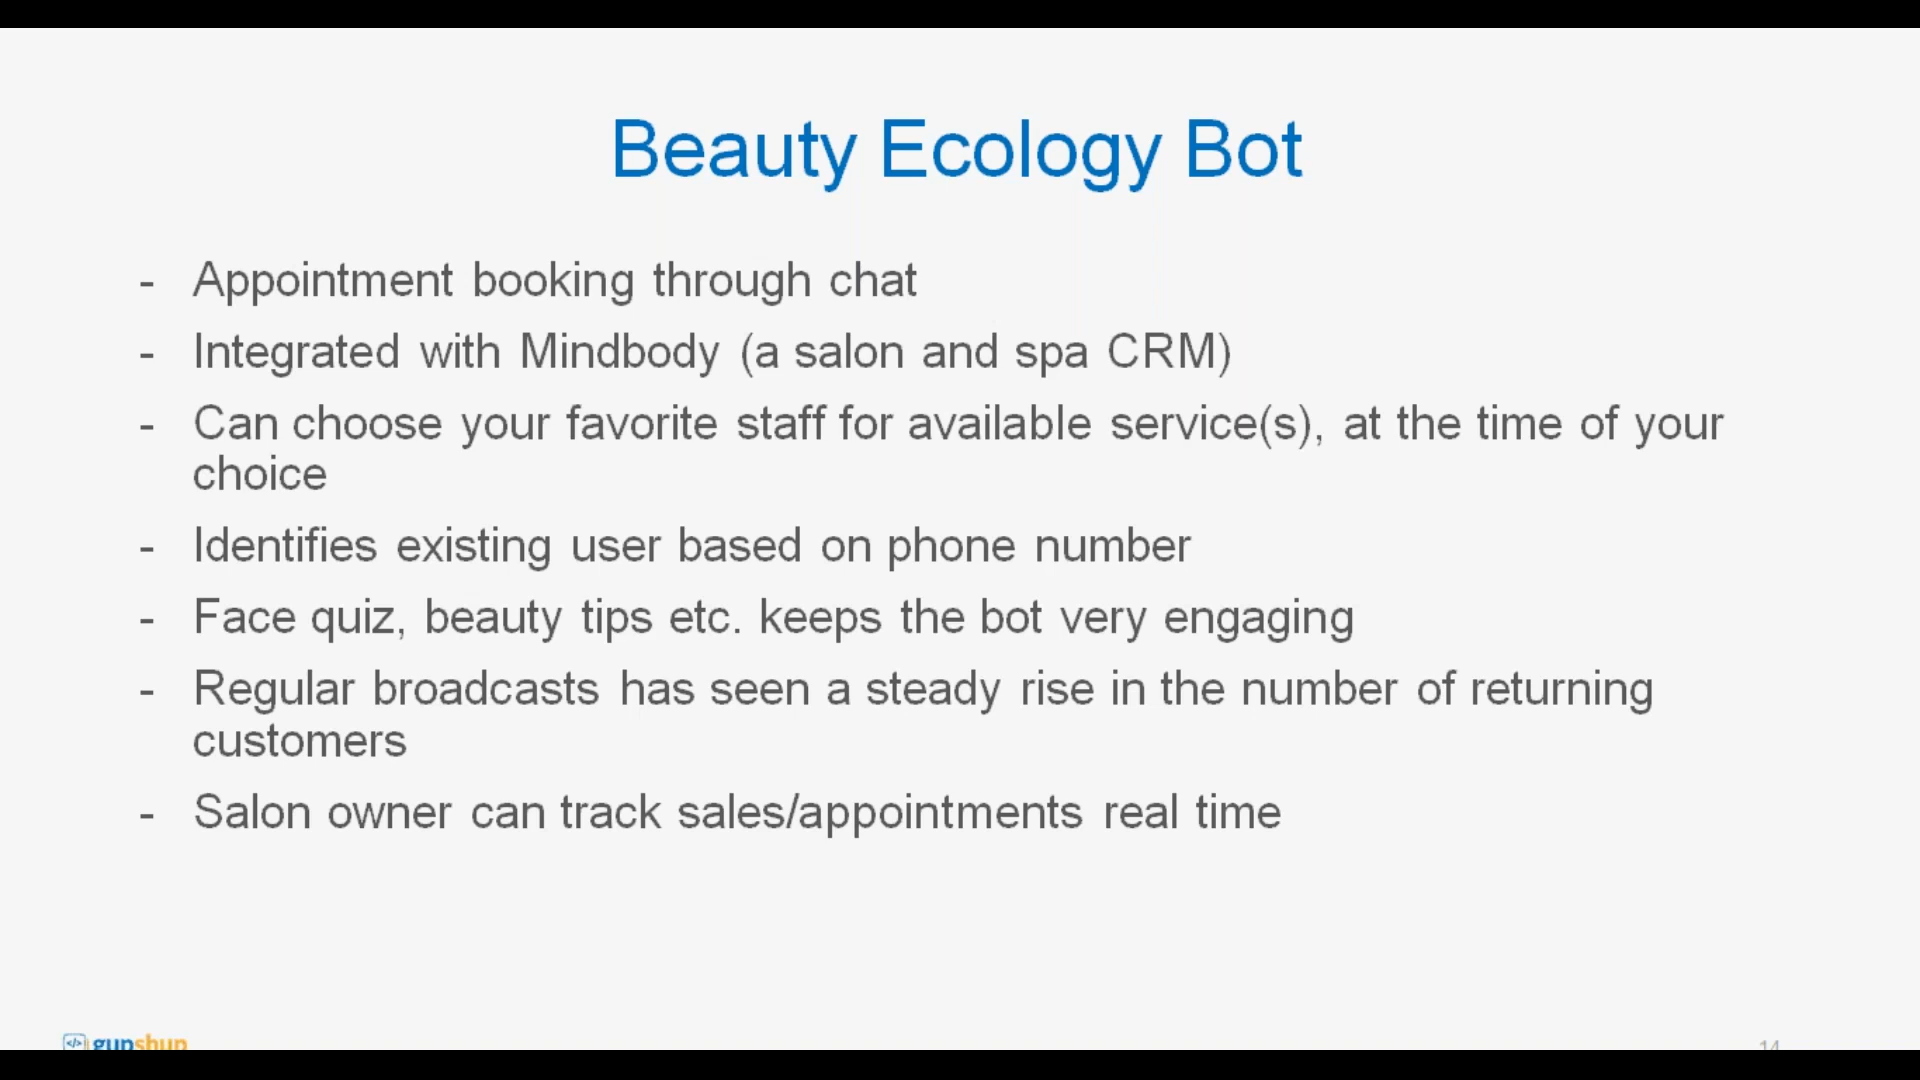 Beauty Ecology Bot
- Appointment booking through chat
- Integrated with Mindbody (a salon and spa CRM)
- Can choose your favorite staff for available service(s), at the time of your
choice
- Identifies existing user based on phone number
- Face quiz, beauty tips etc. keeps the bot very engaging
- Regular broadcasts has seen a steady rise in the number of returning
customers
- Salon owner can track sales/appointments real time
</> gupshup
14